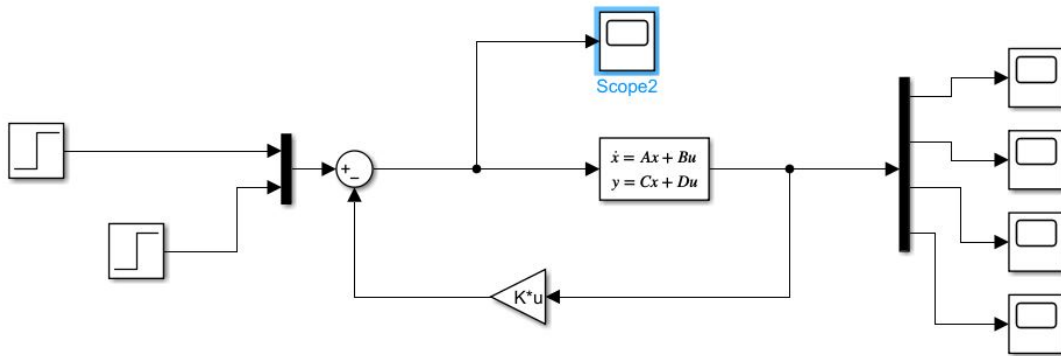 Scope2
+
−
ẋ = Ax + Bu
y = Cx + Du
K*u